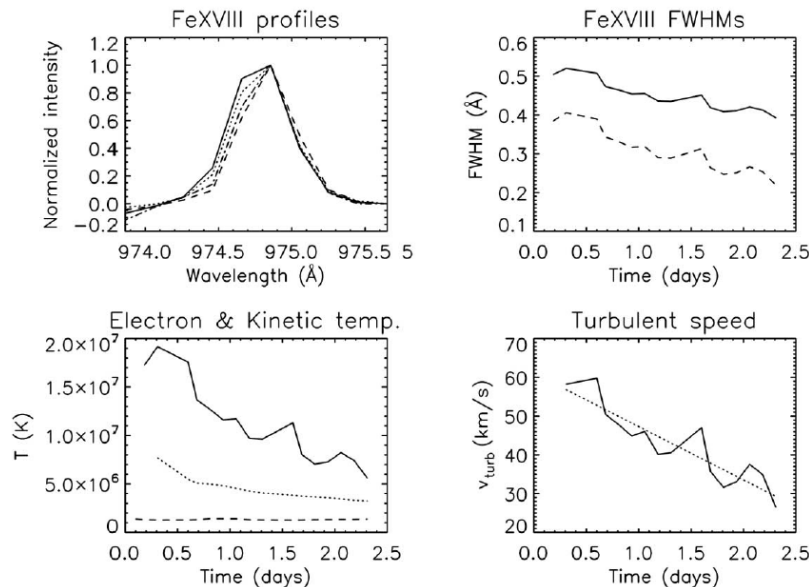 FeXVIII profiles
Normalized intensity
1.2
1.0
0.8
0.6
0.4
0.2
0.0
−0.2
974.0 974.5 975.0 975.5 5
Wavelength (Å)
FeXVIII FWHMs
FWHM (Å)
0.6
0.5
0.4
0.3
0.2
0.1
0.0 0.5 1.0 1.5 2.0 2.5
Time (days)
Electron & Kinetic temp.
T (K)
2.0×10⁷
1.5×10⁷
1.0×10⁷
5.0×10⁶
0
0.0 0.5 1.0 1.5 2.0 2.5
Time (days)
Turbulent speed
v_turb (km/s)
70
60
50
40
30
20
0.0 0.5 1.0 1.5 2.0 2.5
Time (days)